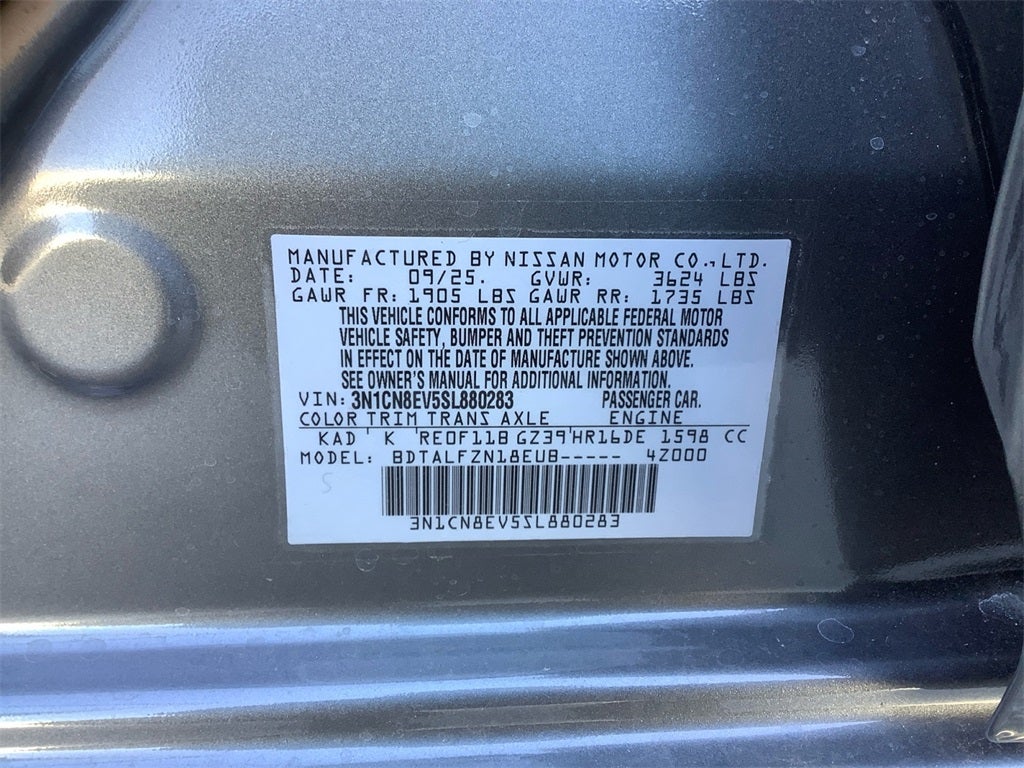 MANUFACTURED BY NISSAN MOTOR CO., LTD.
DATE: 09/25. GVWR: 3624 LBS
GAWR FR: 1905 LBS GAWR RR: 1735 LBS
THIS VEHICLE CONFORMS TO ALL APPLICABLE FEDERAL MOTOR
VEHICLE SAFETY, BUMPER AND THEFT PREVENTION STANDARDS
IN EFFECT ON THE DATE OF MANUFACTURE SHOWN ABOVE.
SEE OWNER'S MANUAL FOR ADDITIONAL INFORMATION.
VIN: 3N1CN8EV5SL880283 PASSENGER CAR.
COLOR TRIM TRANS AXLE ENGINE
KAD ' K 'RE0F11B GZ39'HR16DE 1598 CC
MODEL: BDTALFZN18EUB----- 4Z000
S
3N1CN8EV5SL880283